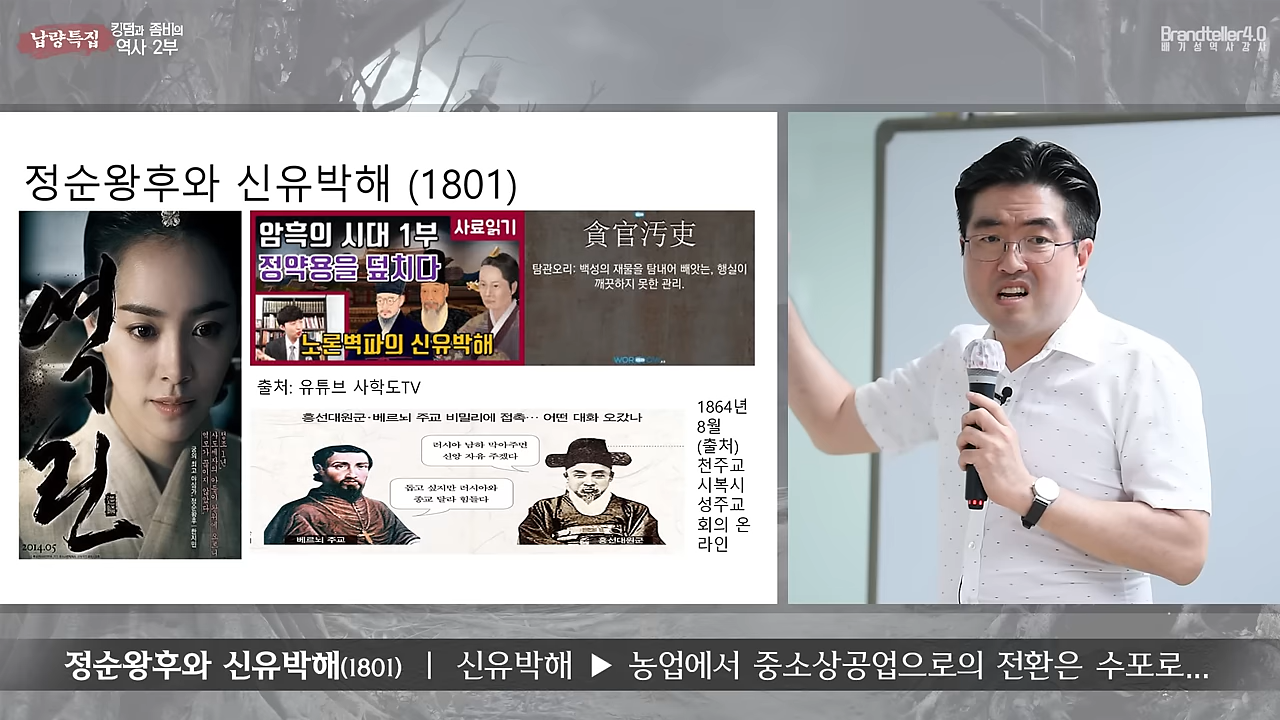 납량특집
킹덤과 좀비의
역사 2부
Brandteller4.0
배기성역사강사
정순왕후와 신유박해 (1801)
역린
2014.05
암흑의 시대 1부
사료읽기
정약용을 덮치다
노론벽파의 신유박해
貪官汚吏
탐관오리: 백성의 재물을 탐내어 빼앗는, 행실이
깨끗하지 못한 관리.
출처: 유튜브 사학도TV
흥선대원군·베르뇌 주교 비밀리에 접촉… 어떤 대화 오갔나
러시아 남하 막아주면
신앙 자유 주겠다
돕고 싶지만 러시아와
종교 달라 힘들다
베르뇌 주교
흥선대원군
1864년
8월
(출처)
천주교
시복시
성주교
회의 온
라인
정순왕후와 신유박해(1801) | 신유박해 ▶ 농업에서 중소상공업으로의 전환은 수포로...